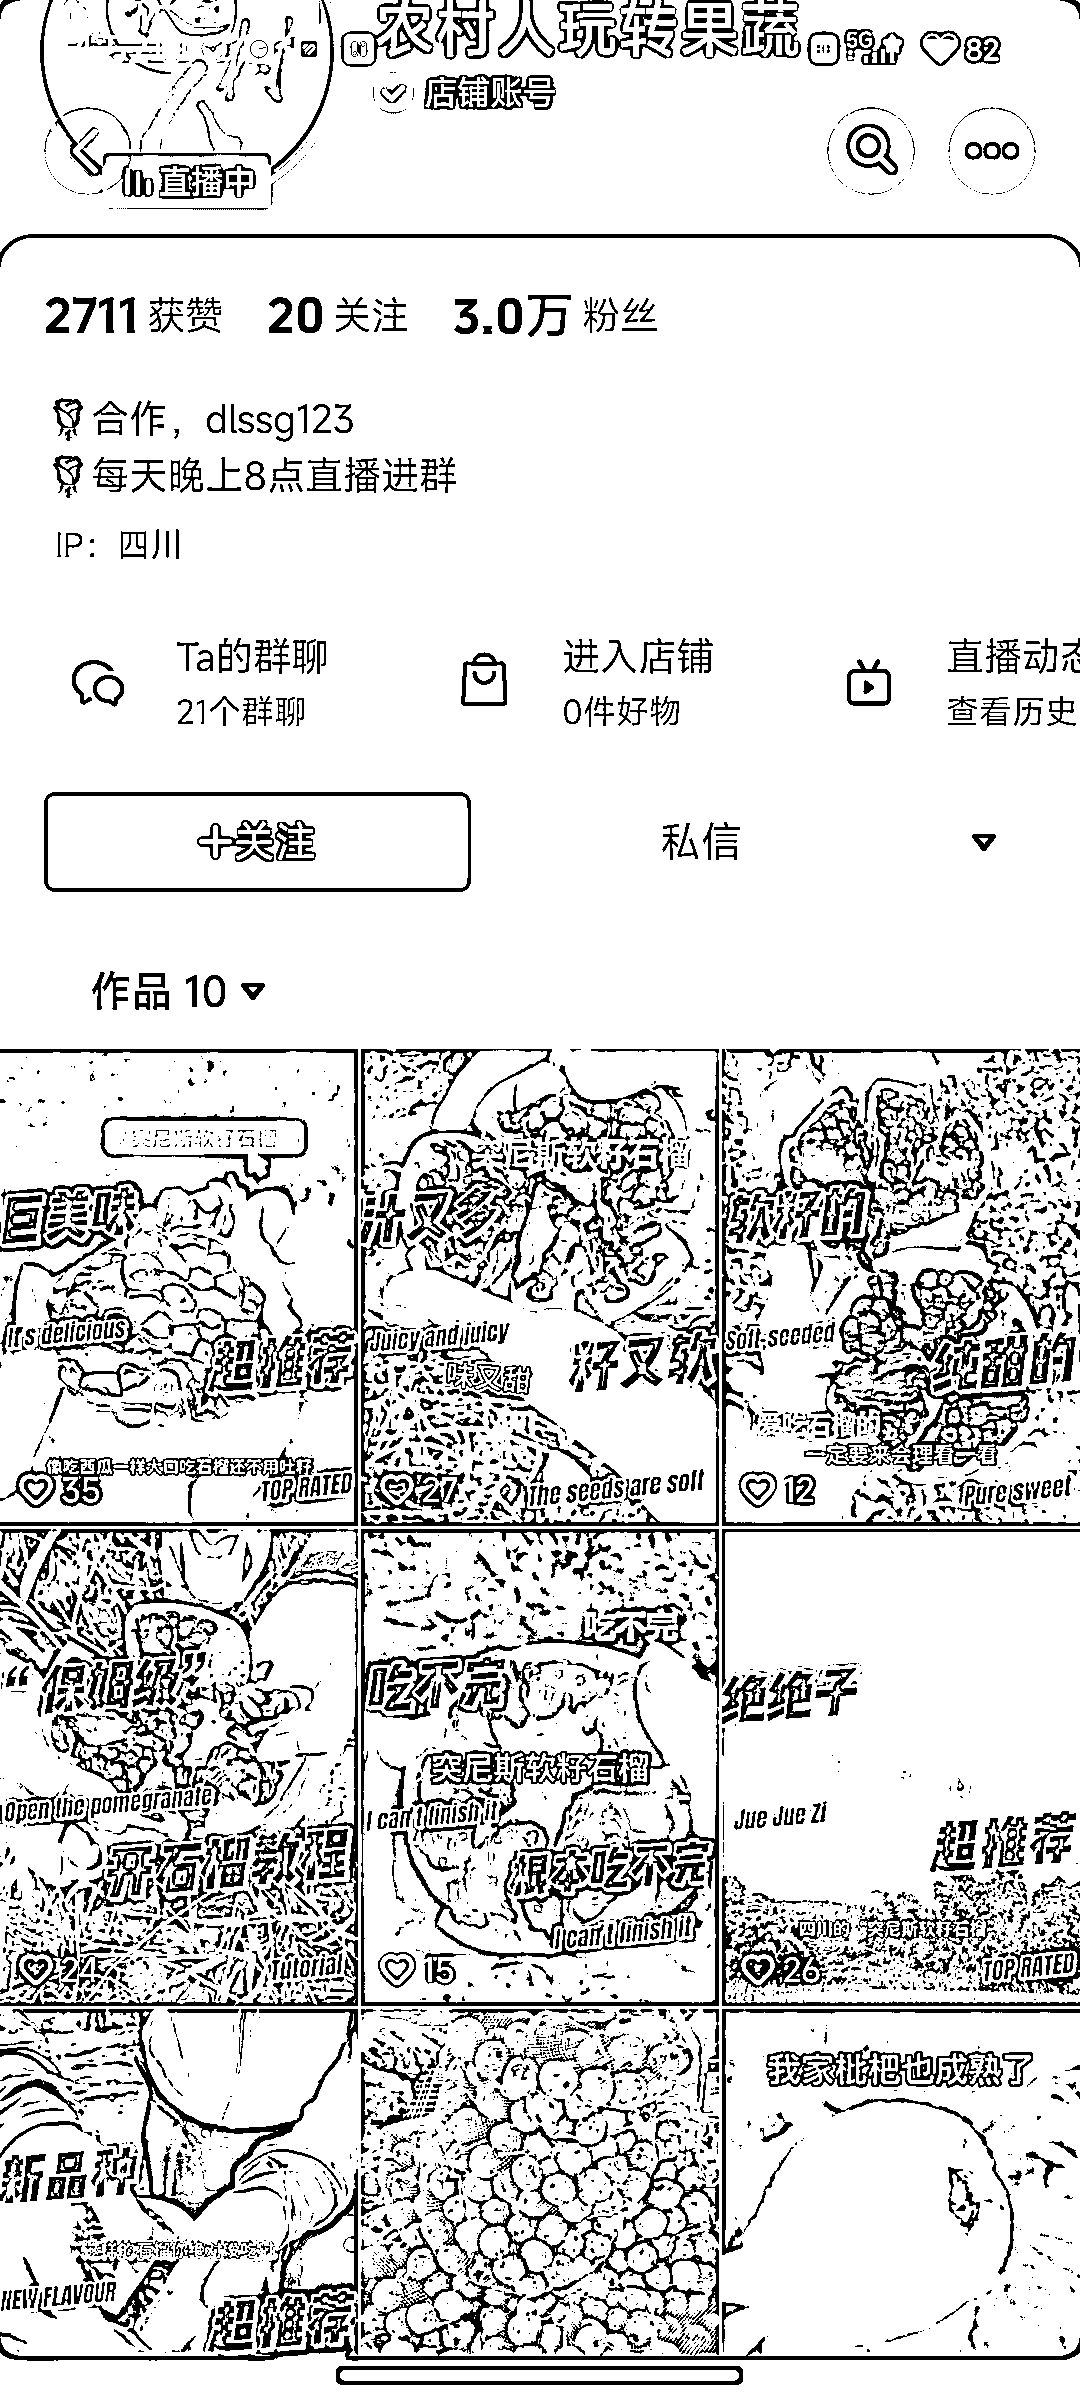 农村人玩转果蔬
5G
82
店铺账号
直播中
2711 获赞 20 关注 3.0万 粉丝
合作，dlssg123
每天晚上8点直播进群
IP：四川
Ta的群聊
21个群聊
进入店铺
0件好物
直播动态
查看历史
+关注
私信
作品 10
突尼斯软籽石榴
巨美味
It's delicious
超推荐
像吃西瓜一样大口吃石榴还不用吐籽
35
TOP RATED
突尼斯软籽石榴
汁又多
Juicy and juicy
籽又软
味又甜
27
The seeds are soft
软籽的
Soft-seeded
纯甜的
爱吃石榴的
一定要来会理看一看
12
Pure sweet
“保姆级”
Open the pomegranate
开石榴教程
24
Tutorial
吃不完
吃不完
突尼斯软籽石榴
I can't finish it
根本吃不完
I can't finish it
15
绝绝子
Jue Jue Zi
超推荐
四川的 突尼斯软籽石榴
26
TOP RATED
新品种
NEW FLAVOUR
超推荐
我家枇杷也成熟了